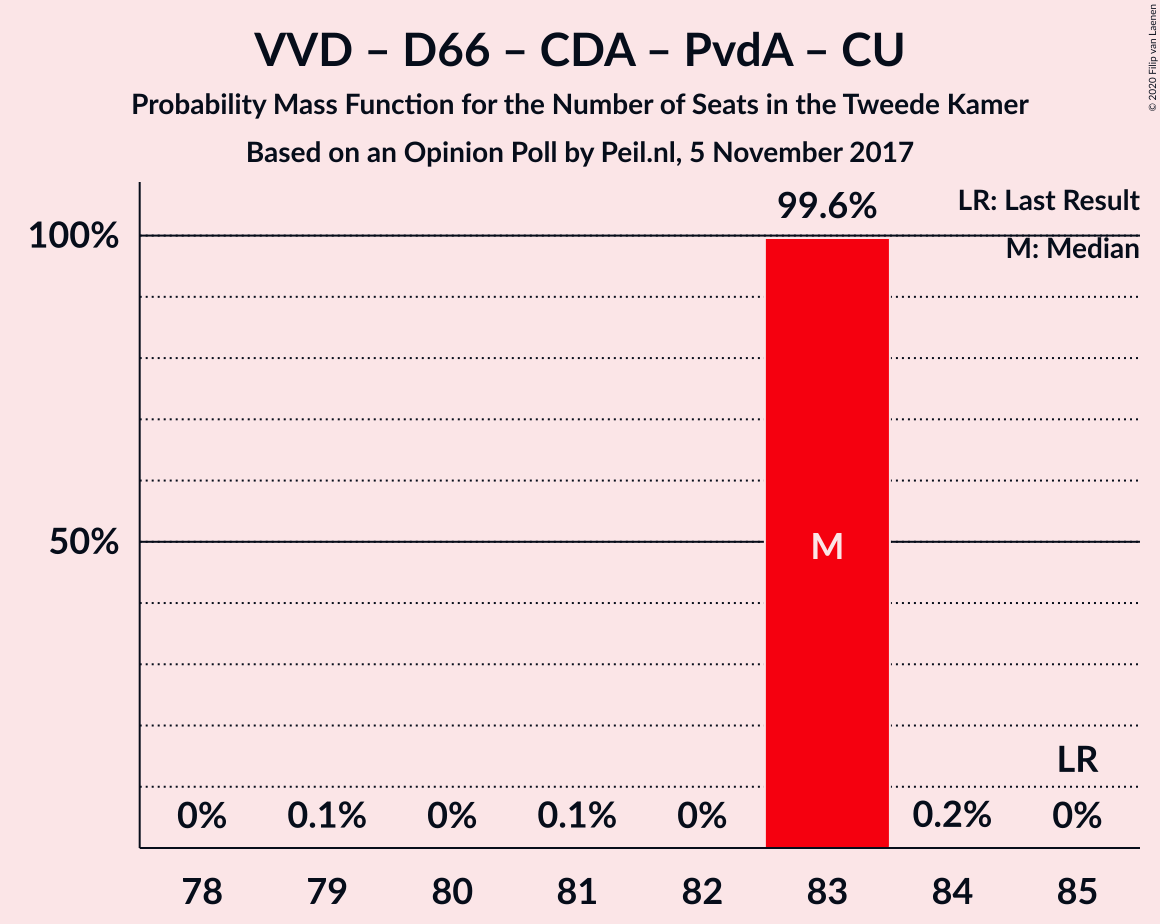 VVD – D66 – CDA – PvdA – CU
Probability Mass Function for the Number of Seats in the Tweede Kamer
Based on an Opinion Poll by Peil.nl, 5 November 2017
© 2020 Filip van Laenen
LR: Last Result
M: Median
99.6%
100%
50%
M
LR
0% 0.1% 0% 0.1% 0% 0.2% 0%
78 79 80 81 82 83 84 85